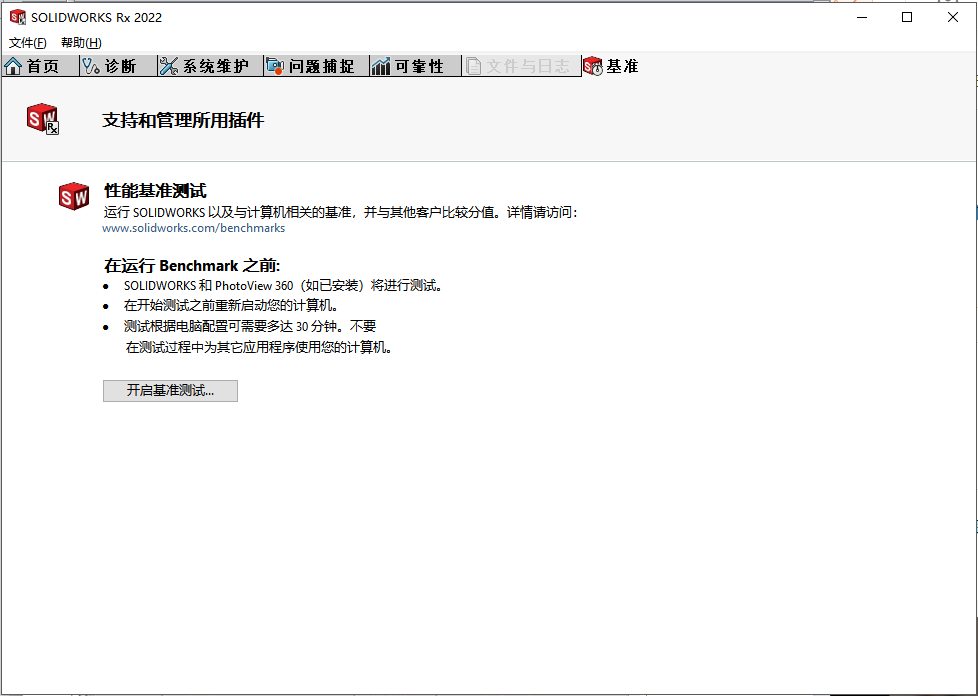 SOLIDWORKS Rx 2022
文件(F) 帮助(H)
首页 诊断 系统维护 问题捕捉 可靠性 文件与日志 基准
支持和管理所用插件
性能基准测试
运行 SOLIDWORKS 以及与计算机相关的基准，并与其他客户比较分值。详情请访问：
www.solidworks.com/benchmarks
在运行 Benchmark 之前:
• SOLIDWORKS 和 PhotoView 360（如已安装）将进行测试。
• 在开始测试之前重新启动您的计算机。
• 测试根据电脑配置可需要多达 30 分钟。不要
在测试过程中为其它应用程序使用您的计算机。
开启基准测试...